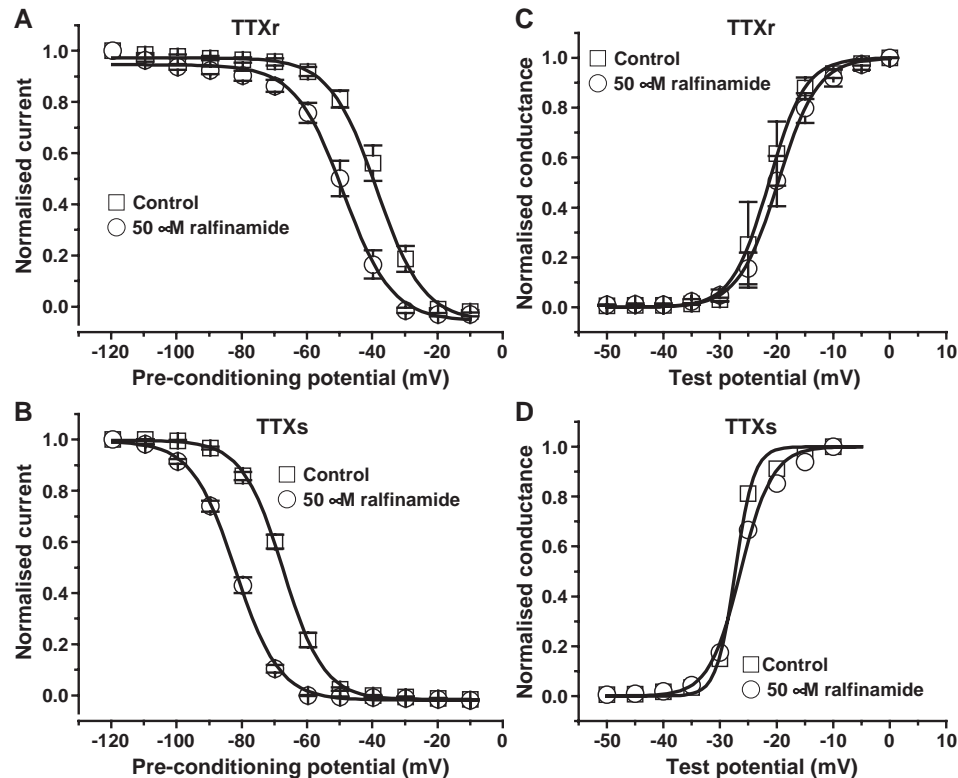 A
TTXr
1.0
0.8
0.6
0.4
0.2
0.0
Normalised current
Control
50 ∝M ralfinamide
-120 -100 -80 -60 -40 -20 0
Pre-conditioning potential (mV)
C
TTXr
1.0
0.8
0.6
0.4
0.2
0.0
Normalised conductance
Control
50 ∝M ralfinamide
-50 -40 -30 -20 -10 0 10
Test potential (mV)
B
TTXs
1.0
0.8
0.6
0.4
0.2
0.0
Normalised current
Control
50 ∝M ralfinamide
-120 -100 -80 -60 -40 -20 0
Pre-conditioning potential (mV)
D
TTXs
1.0
0.8
0.6
0.4
0.2
0.0
Normalised conductance
Control
50 ∝M ralfinamide
-50 -40 -30 -20 -10 0 10
Test potential (mV)